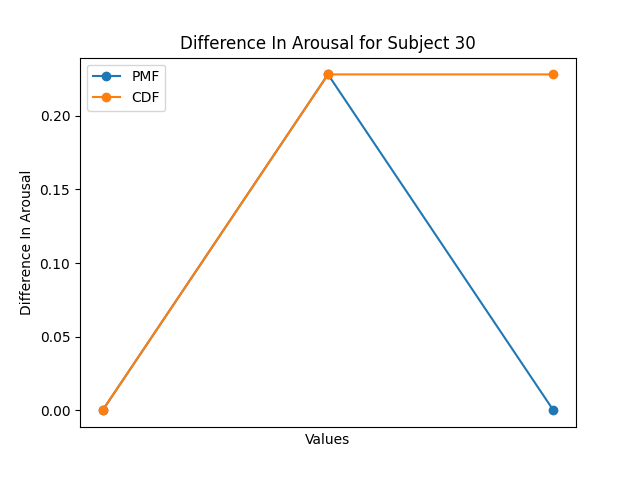 Difference In Arousal for Subject 30
PMF
CDF
0.20
0.15
0.10
0.05
0.00
Difference In Arousal
Values